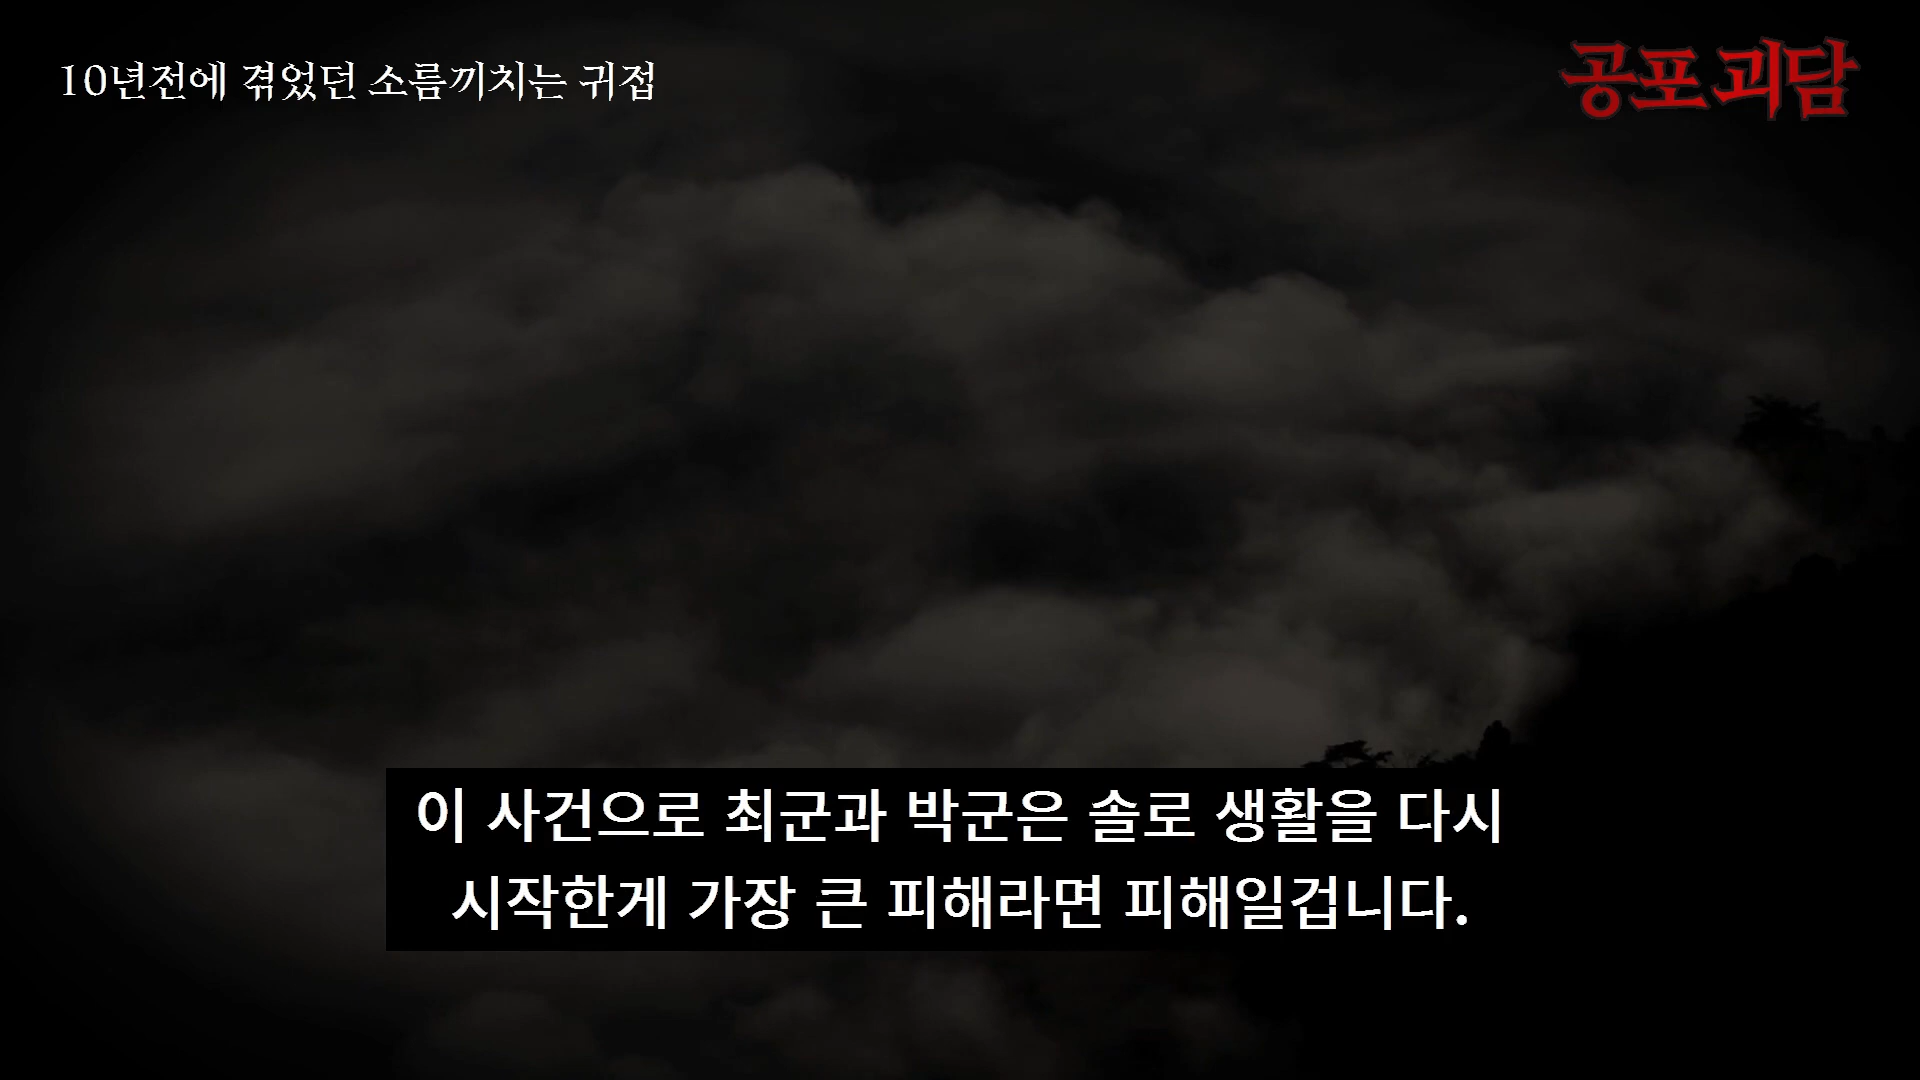 10년전에 겪었던 소름끼치는 귀접
공포괴담
이 사건으로 최군과 박군은 솔로 생활을 다시
시작한게 가장 큰 피해라면 피해일겁니다.